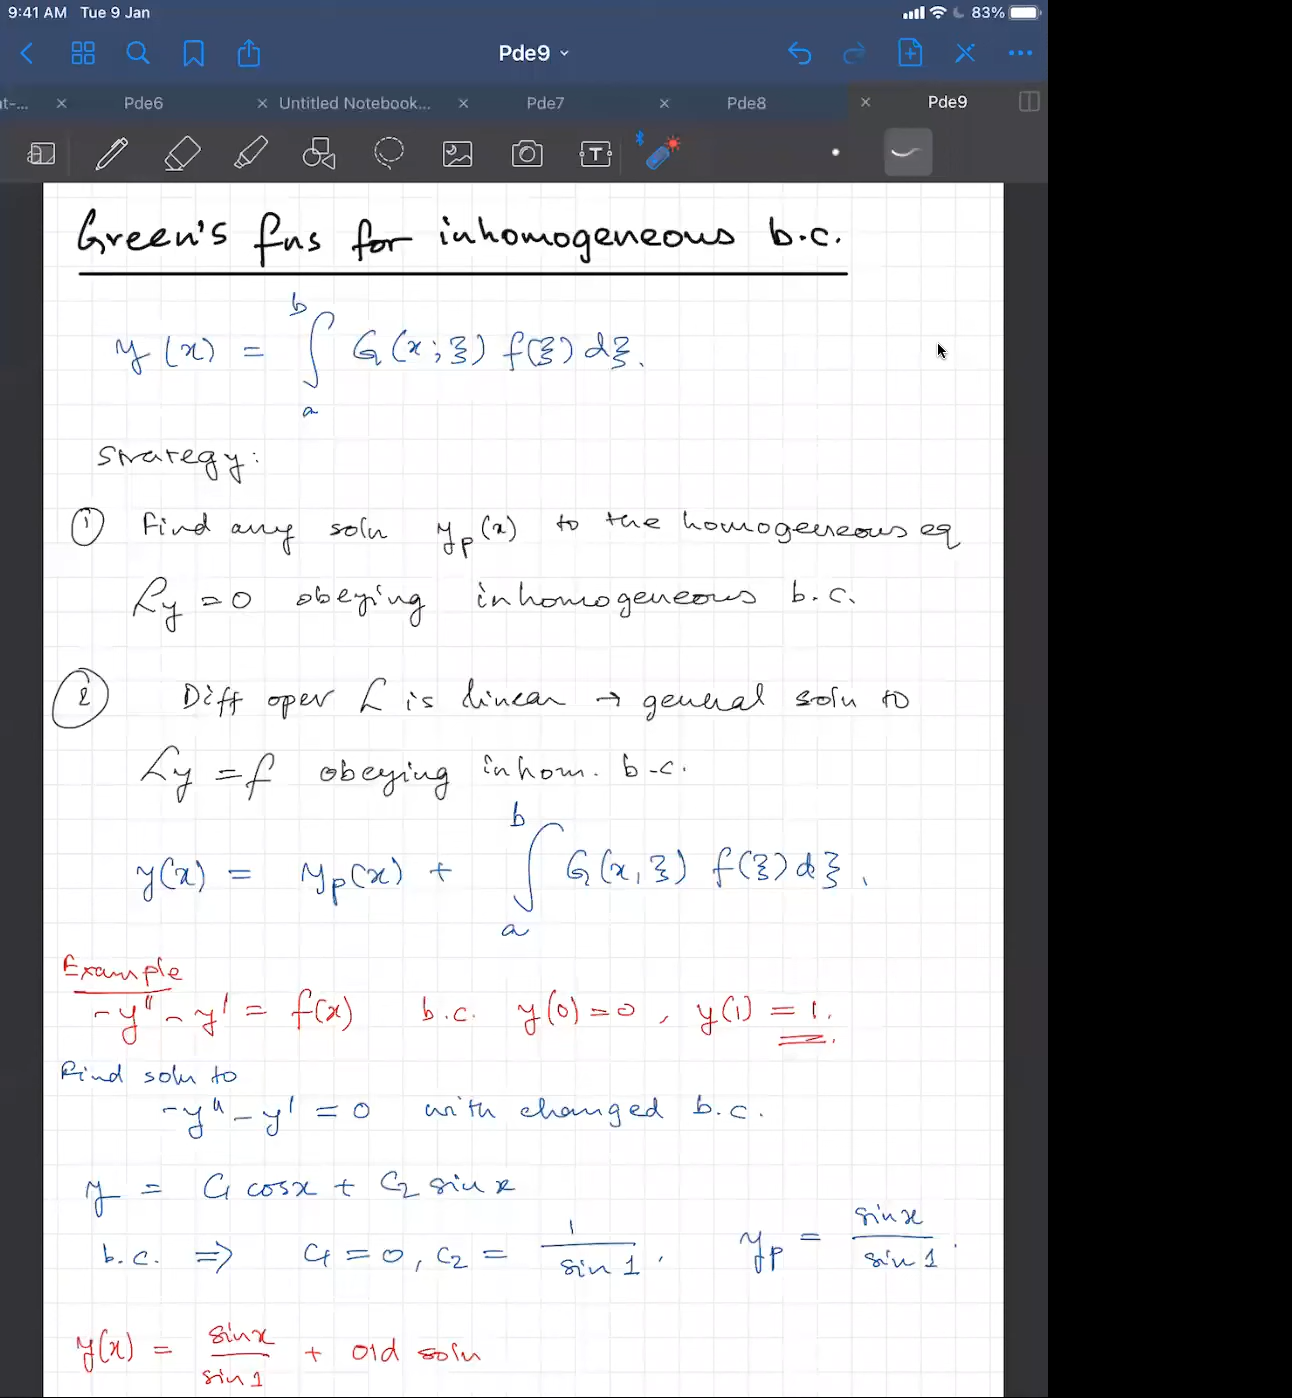 9:41 AM Tue 9 Jan 83%
Pde9
t-... Pde6 Untitled Notebook... Pde7 Pde8 Pde9
T
Green's fns for inhomogeneous b.c.
y(x) = ∫_a^b G(x;ξ) f(ξ) dξ.
Strategy:
① Find any soln y_p(x) to the homogeneous eq
Ly = 0 obeying inhomogeneous b.c.
② Diff oper L is linear → general soln to
Ly = f obeying inhom. b.c.
y(x) = y_p(x) + ∫_a^b G(x,ξ) f(ξ) dξ.
Example
-y'' - y' = f(x) b.c. y(0) = 0, y(1) = 1.
Find soln to
-y'' - y' = 0 with changed b.c.
y = C₁ cosx + C₂ sin x
b.c. ⇒ C₁ = 0, C₂ = 1/sin 1. y_p = sin x/sin 1.
y(x) = sinx/sin 1 + old soln